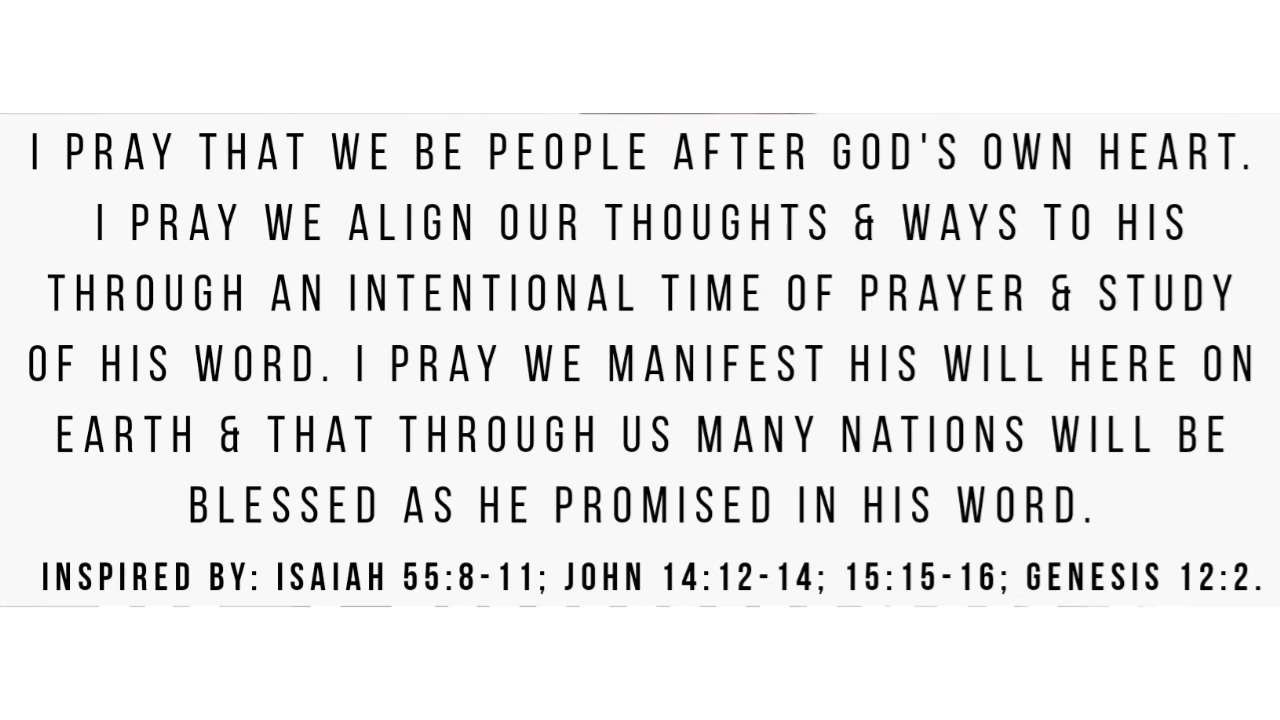 I PRAY THAT WE BE PEOPLE AFTER GOD'S OWN HEART.
I PRAY WE ALIGN OUR THOUGHTS & WAYS TO HIS
THROUGH AN INTENTIONAL TIME OF PRAYER & STUDY
OF HIS WORD. I PRAY WE MANIFEST HIS WILL HERE ON
EARTH & THAT THROUGH US MANY NATIONS WILL BE
BLESSED AS HE PROMISED IN HIS WORD.
INSPIRED BY: ISAIAH 55:8-11; JOHN 14:12-14; 15:15-16; GENESIS 12:2.